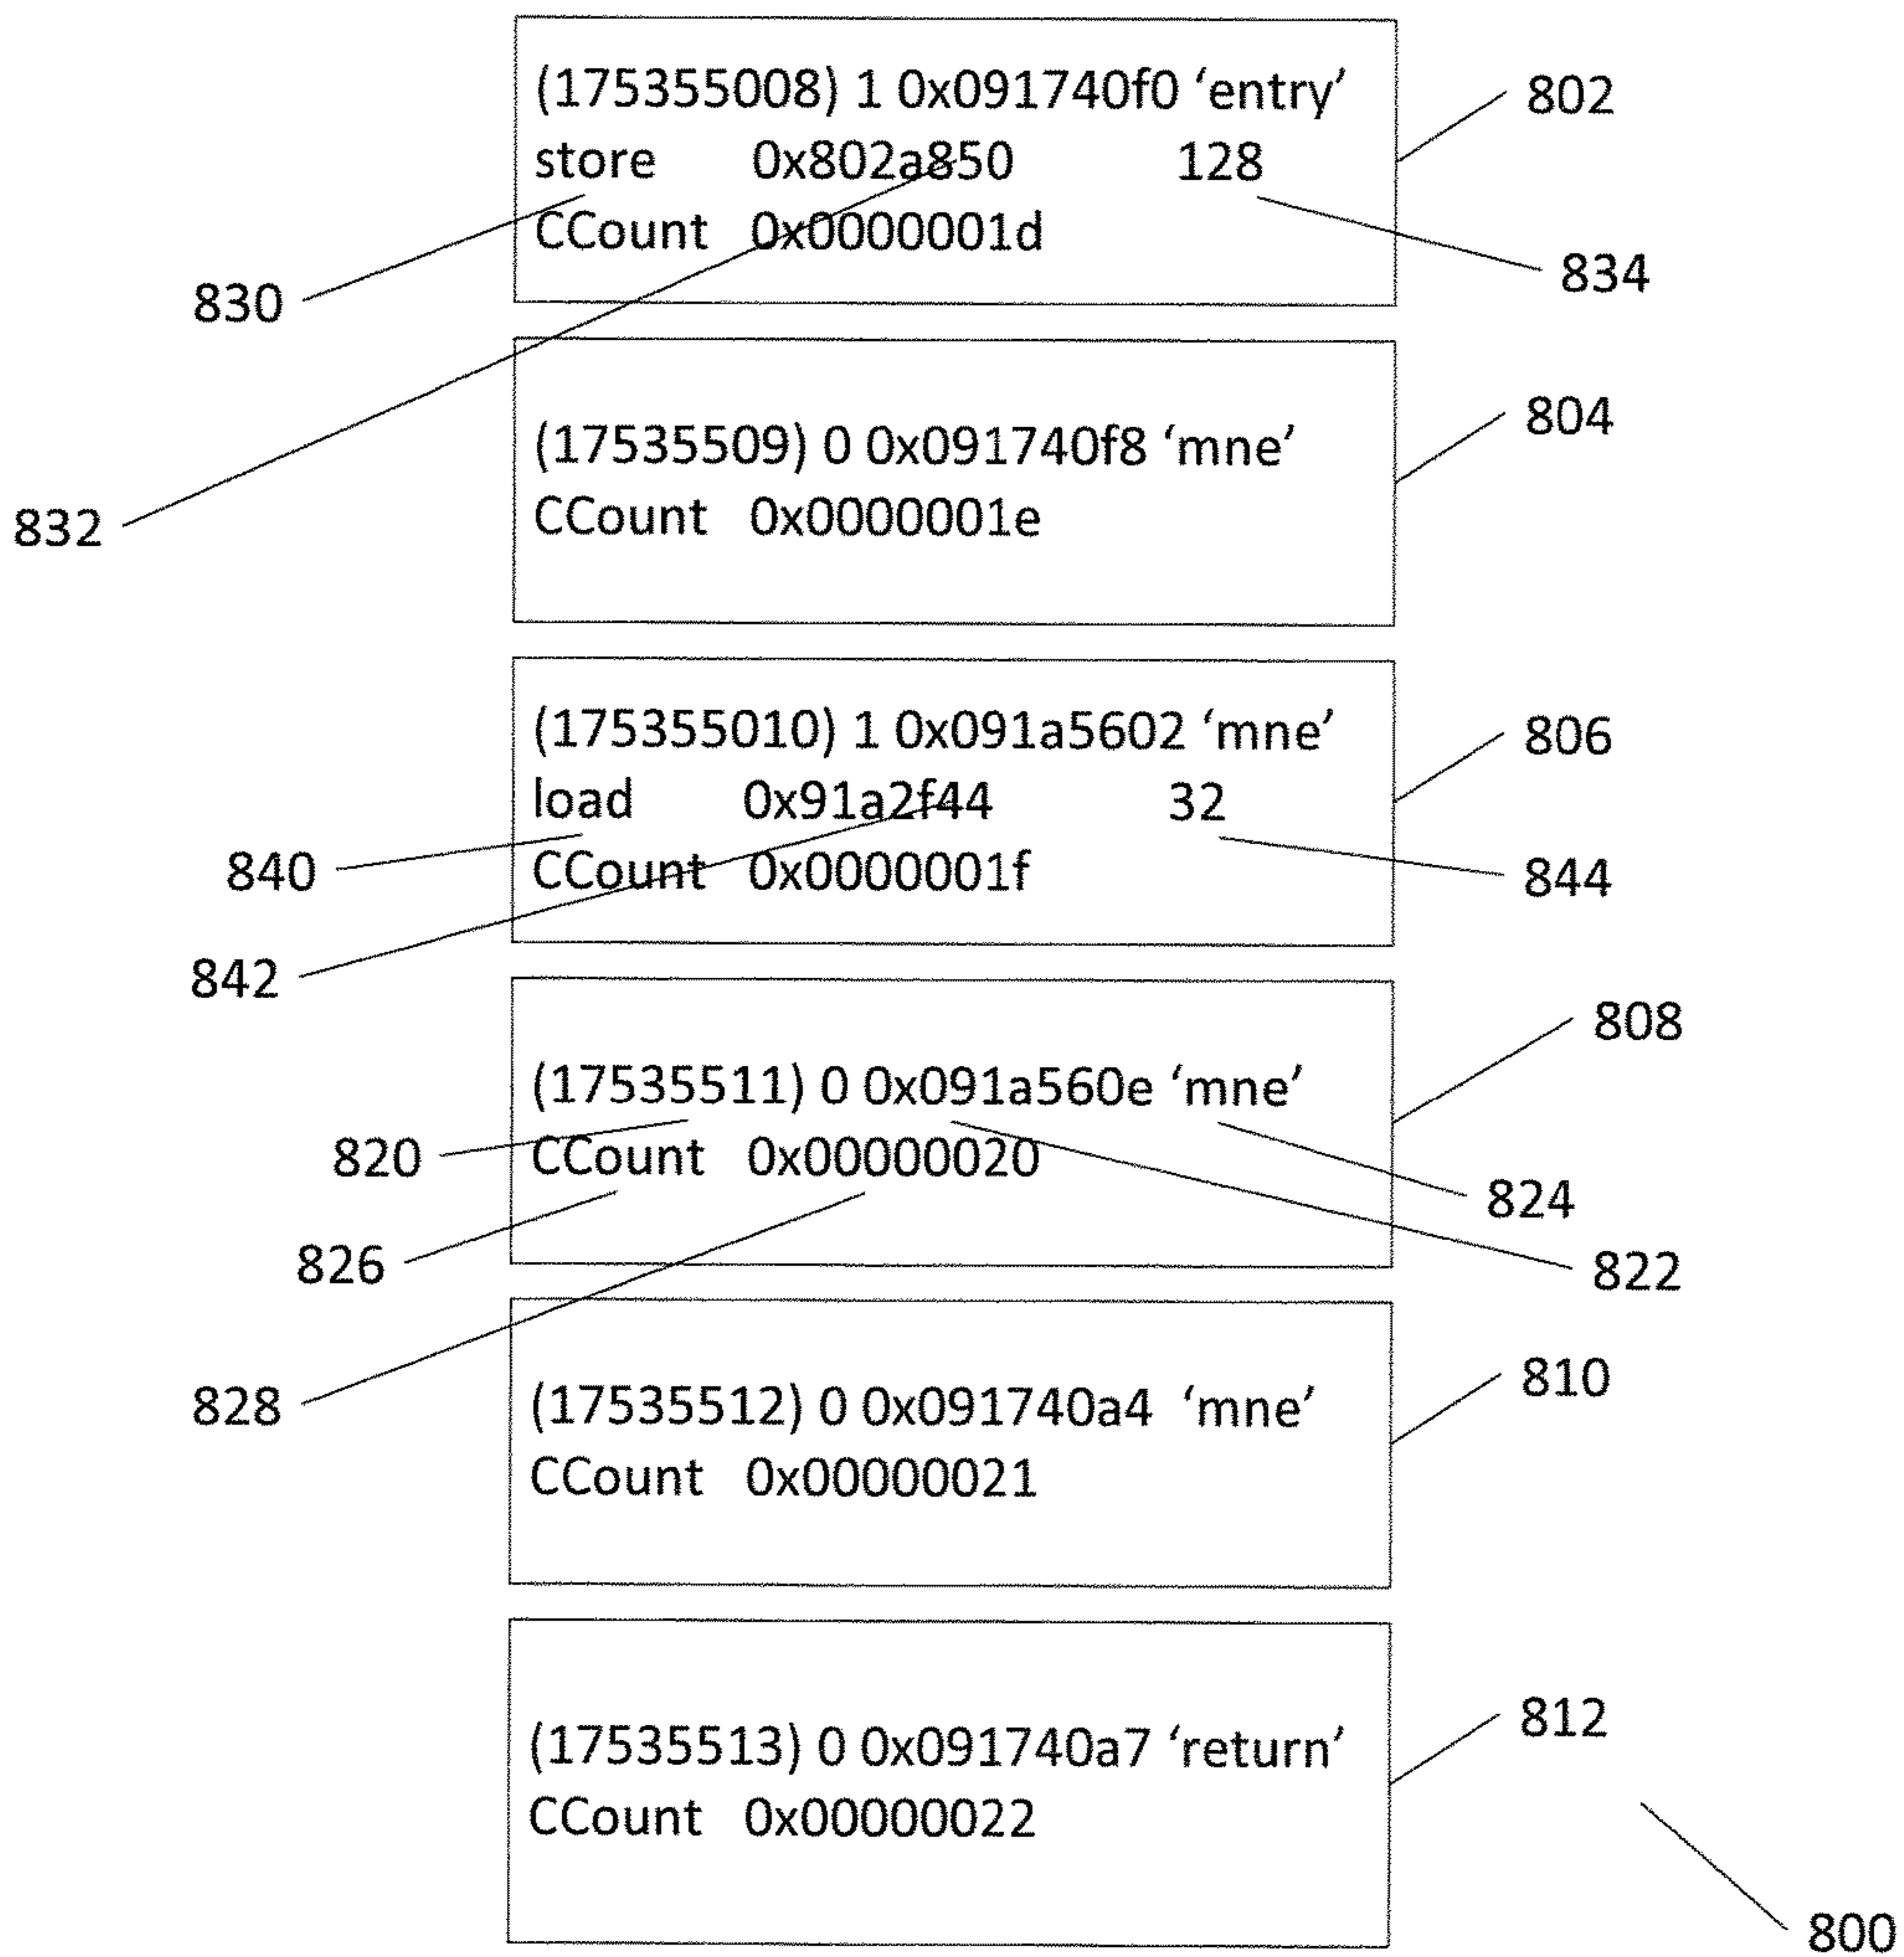 (175355008) 1 0x091740f0 ‘entry’
802
store 0x802a850 128
CCount 0x0000001d
834
830
(17535509) 0 0x091740f8 ‘mne’
804
CCount 0x0000001e
832
(175355010) 1 0x091a5602 ‘mne’
806
load 0x91a2f44 32
840
CCount 0x0000001f
844
842
808
(17535511) 0 0x091a560e ‘mne’
820
CCount 0x00000020
824
826
822
810
828
(17535512) 0 0x091740a4 ‘mne’
CCount 0x00000021
812
(17535513) 0 0x091740a7 ‘return’
CCount 0x00000022
800